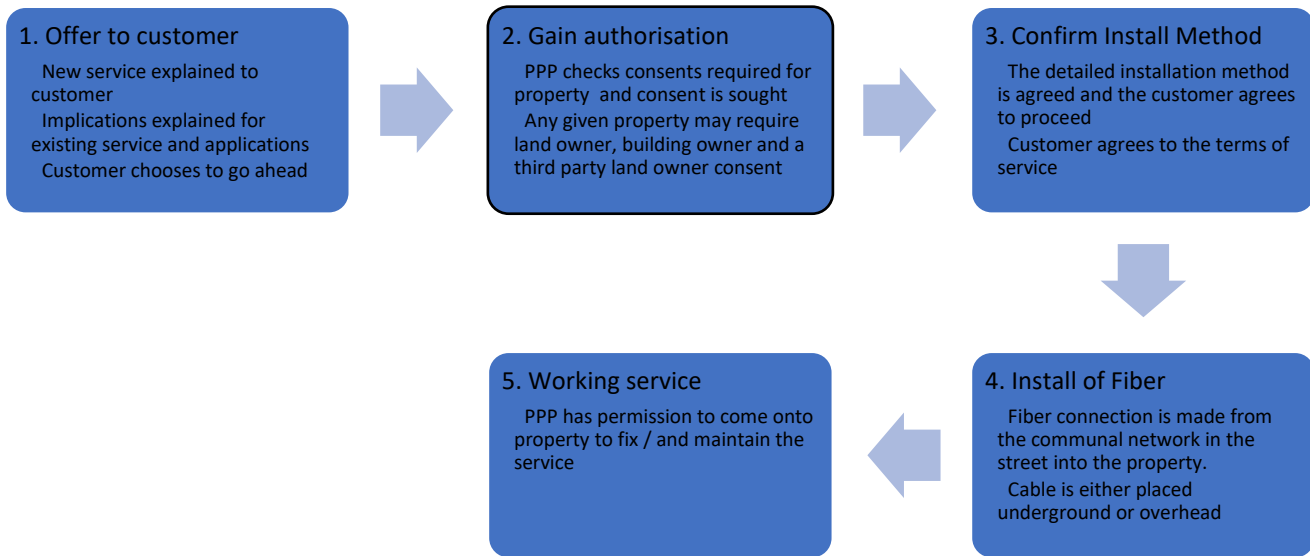 1. Offer to customer
New service explained to
customer
Implications explained for
existing service and applications
Customer chooses to go ahead
2. Gain authorisation
PPP checks consents required for
property and consent is sought
Any given property may require
land owner, building owner and a
third party land owner consent
3. Confirm Install Method
The detailed installation method
is agreed and the customer agrees
to proceed
Customer agrees to the terms of
service
4. Install of Fiber
Fiber connection is made from
the communal network in the
street into the property.
Cable is either placed
underground or overhead
5. Working service
PPP has permission to come onto
property to fix / and maintain the
service